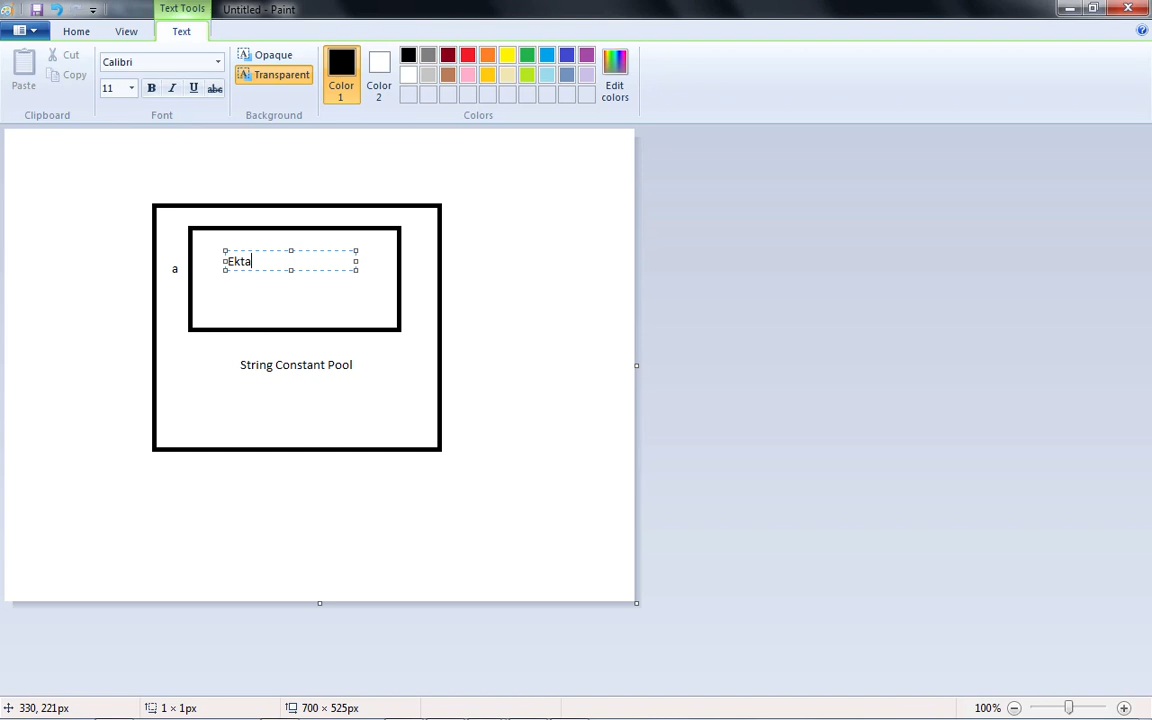 Text Tools
Untitled - Paint
Home View Text
Paste
Cut
Copy
Clipboard
Calibri
11 B I U abc
Font
Opaque
Transparent
Background
Color 1
Color 2
Edit colors
Colors
Ekta
a
String Constant Pool
330, 221px
1 × 1px
700 × 525px
100%